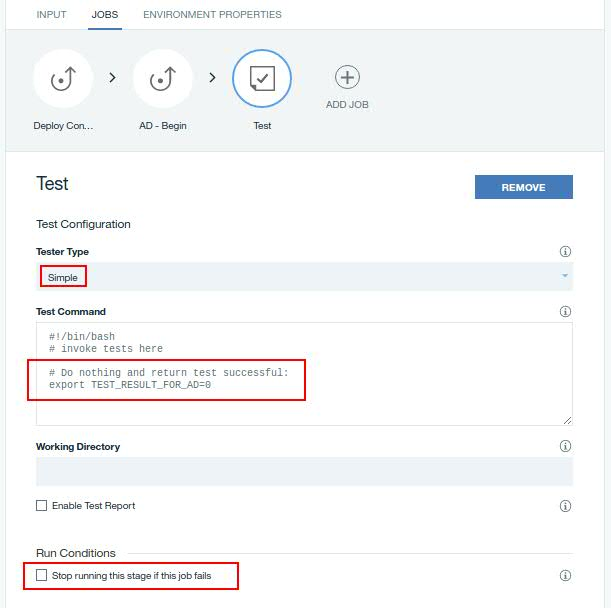 INPUT JOBS ENVIRONMENT PROPERTIES
ADD JOB
Deploy Con... AD - Begin Test
Test
REMOVE
Test Configuration
Tester Type
Simple
Test Command
#!/bin/bash
# invoke tests here
# Do nothing and return test successful:
export TEST_RESULT_FOR_AD=0
Working Directory
Enable Test Report
Run Conditions
Stop running this stage if this job fails